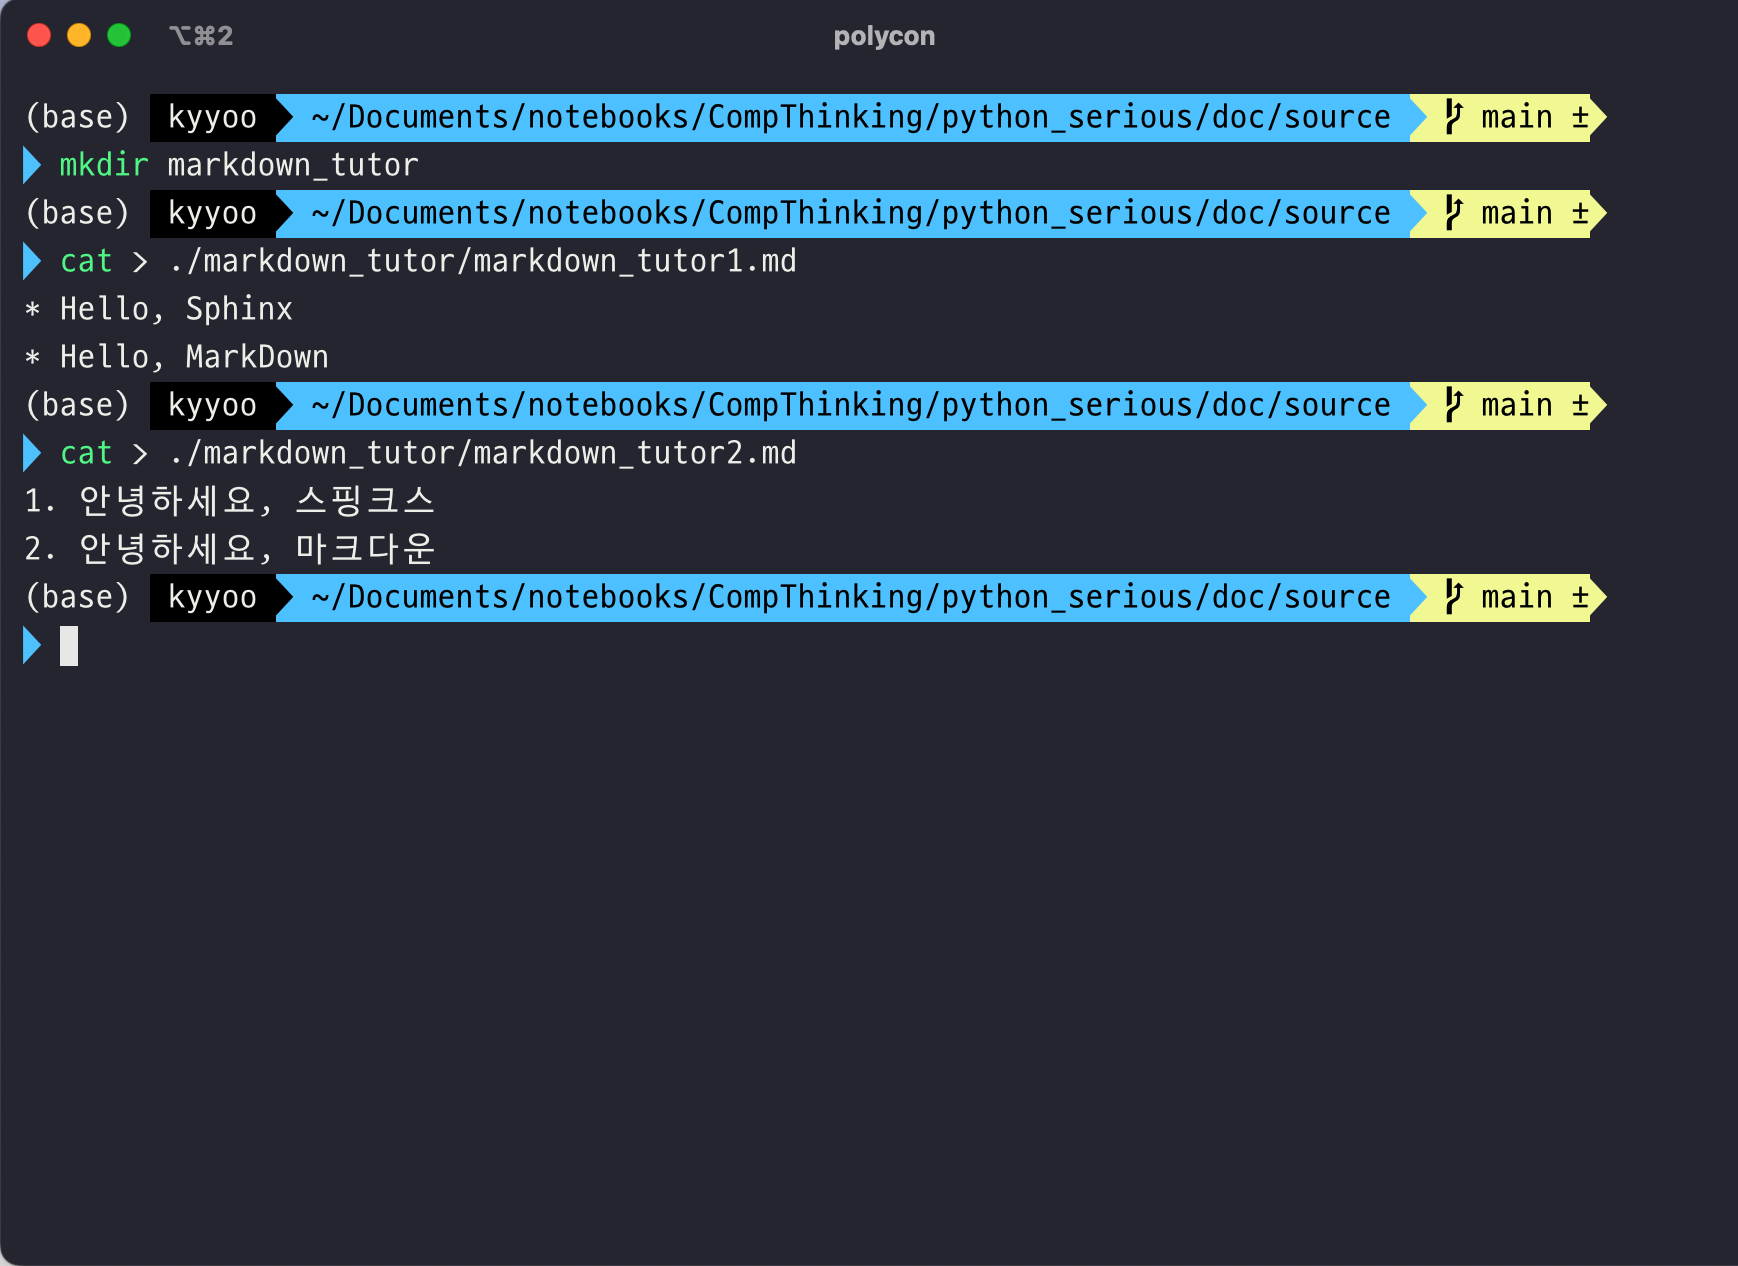 ⌥⌘2 polycon
(base) kyyoo ~/Documents/notebooks/CompThinking/python_serious/doc/source main ±
mkdir markdown_tutor
(base) kyyoo ~/Documents/notebooks/CompThinking/python_serious/doc/source main ±
cat > ./markdown_tutor/markdown_tutor1.md
* Hello, Sphinx
* Hello, MarkDown
(base) kyyoo ~/Documents/notebooks/CompThinking/python_serious/doc/source main ±
cat > ./markdown_tutor/markdown_tutor2.md
1. 안녕하세요, 스핑크스
2. 안녕하세요, 마크다운
(base) kyyoo ~/Documents/notebooks/CompThinking/python_serious/doc/source main ±